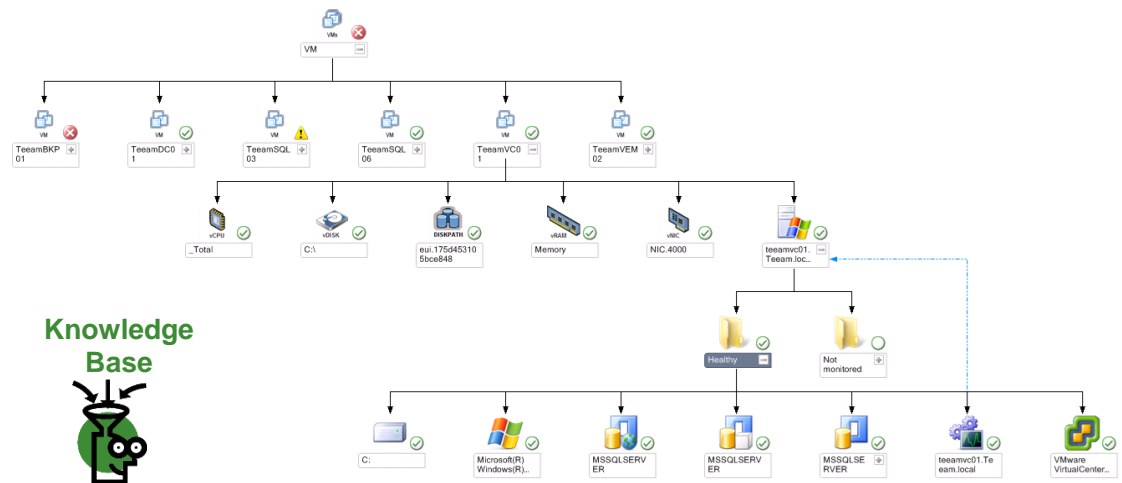 VMs
VM
VM
VM
VM
VM
VM
VM
TeeamBKP
01
TeeamDC0
1
TeeamSQL
03
TeeamSQL
06
TeeamVC0
1
TeeamVEM
02
vCPU
vDISK
DISKPATH
vRAM
vNIC
_Total
C:\
eui.175d45310
5bce848
Memory
NIC.4000
teeamvc01.
Teeam.loc...
Knowledge
Base
Healthy
Not
monitored
C:
Microsoft(R)
Windows(R)...
MSSQLSERV
ER
MSSQLSERV
ER
MSSQLSE
RVER
teeamvc01.Te
eam.local
VMware
VirtualCenter...